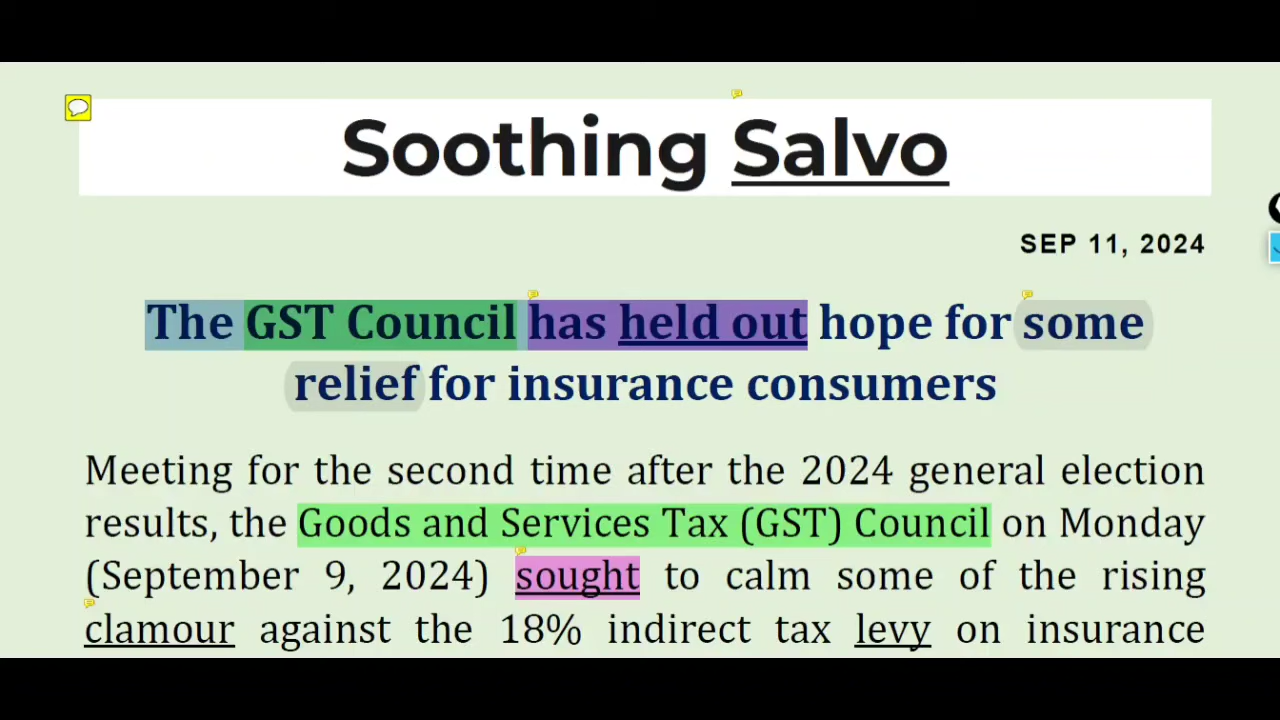 Soothing Salvo
SEP 11, 2024
The GST Council has held out hope for some
relief for insurance consumers
Meeting for the second time after the 2024 general election
results, the Goods and Services Tax (GST) Council on Monday
(September 9, 2024) sought to calm some of the rising
clamour against the 18% indirect tax levy on insurance